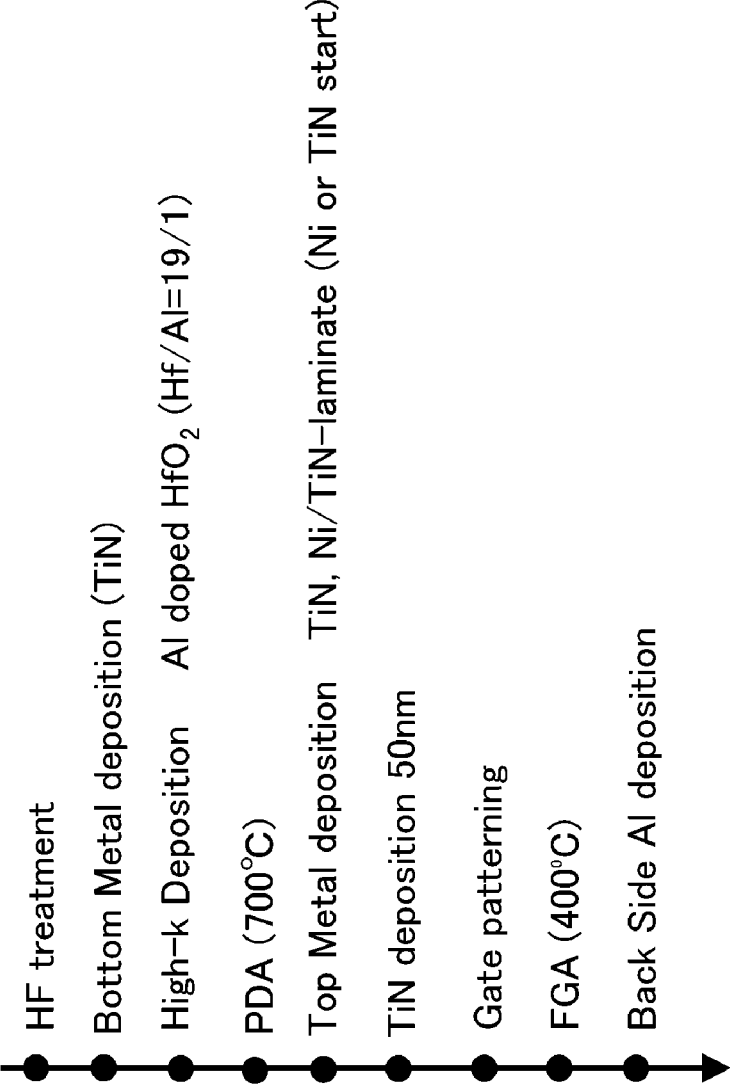 HF treatment
Bottom Metal deposition (TiN)
High-k Deposition Al doped HfO₂ (Hf/Al=19/1)
PDA (700°C)
Top Metal deposition TiN, Ni/TiN-laminate (Ni or TiN start)
TiN deposition 50nm
Gate patterning
FGA (400°C)
Back Side Al deposition